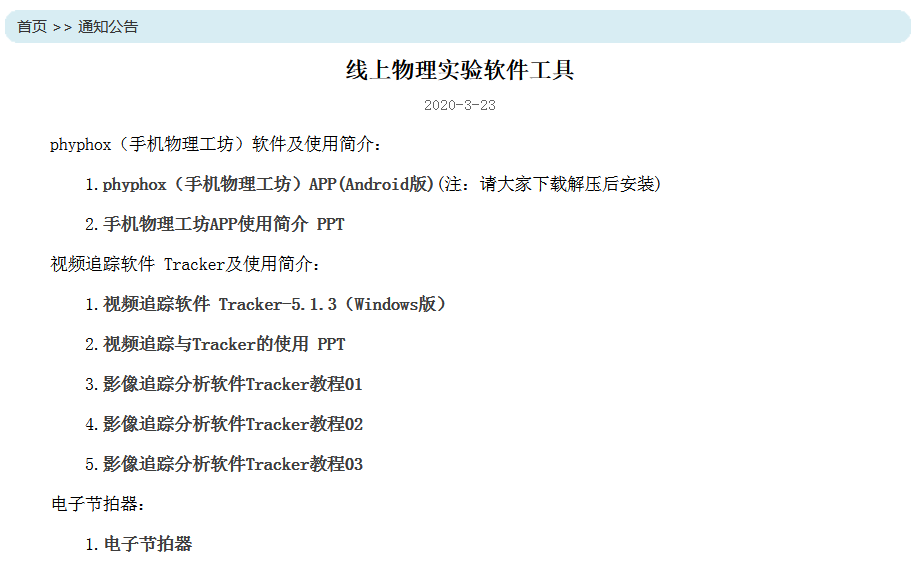 首页 >> 通知公告
线上物理实验软件工具
2020-3-23
phyphox（手机物理工坊）软件及使用简介：
1.phyphox（手机物理工坊）APP(Android版)(注：请大家下载解压后安装)
2.手机物理工坊APP使用简介 PPT
视频追踪软件 Tracker及使用简介：
1.视频追踪软件 Tracker-5.1.3（Windows版）
2.视频追踪与Tracker的使用 PPT
3.影像追踪分析软件Tracker教程01
4.影像追踪分析软件Tracker教程02
5.影像追踪分析软件Tracker教程03
电子节拍器：
1.电子节拍器